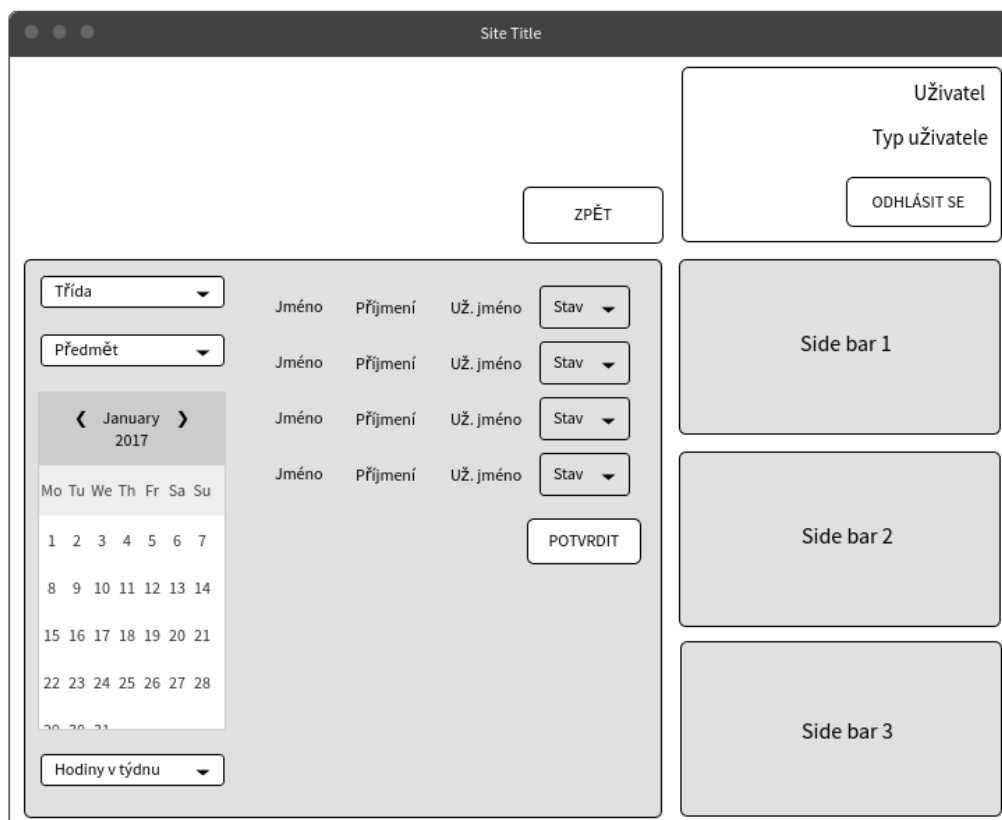 Site Title
Uživatel
Typ uživatele
ODHLÁSIT SE
ZPĚT
Třída
Předmět
❮ January ❯
2017
Mo Tu We Th Fr Sa Su
1 2 3 4 5 6 7
8 9 10 11 12 13 14
15 16 17 18 19 20 21
22 23 24 25 26 27 28
29 30 31
Hodiny v týdnu
Jméno Příjmení Už. jméno Stav
Jméno Příjmení Už. jméno Stav
Jméno Příjmení Už. jméno Stav
Jméno Příjmení Už. jméno Stav
POTVRDIT
Side bar 1
Side bar 2
Side bar 3